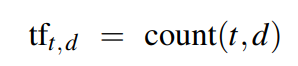 tf_{t,d} = count(t,d)